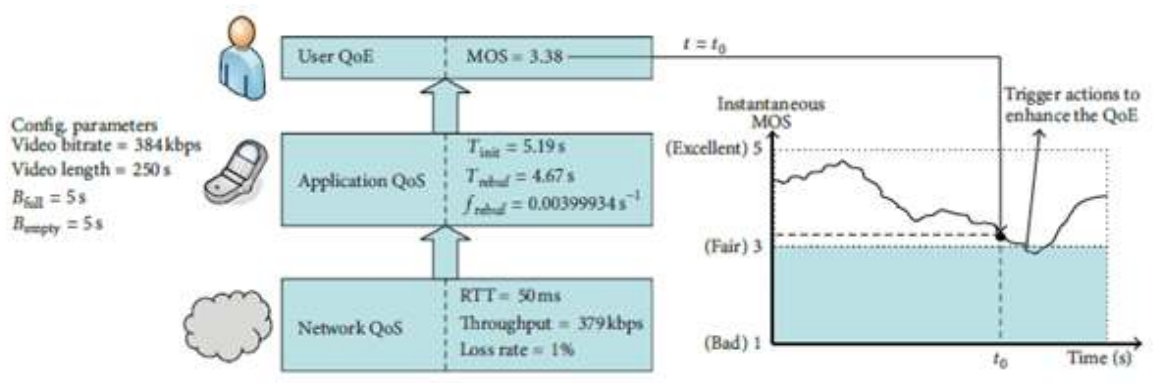 User QoE
MOS = 3.38
t = t0
Config. parameters
Video bitrate = 384 kbps
Video length = 250 s
Bfull = 5 s
Bempty = 5 s
Application QoS
Tinit = 5.19 s
Trebuf = 4.67 s
frebuf = 0.00399934 s−1
Network QoS
RTT = 50 ms
Throughput = 379 kbps
Loss rate = 1%
Instantaneous
MOS
Trigger actions to
enhance the QoE
(Excellent) 5
(Fair) 3
(Bad) 1
t0
Time (s)